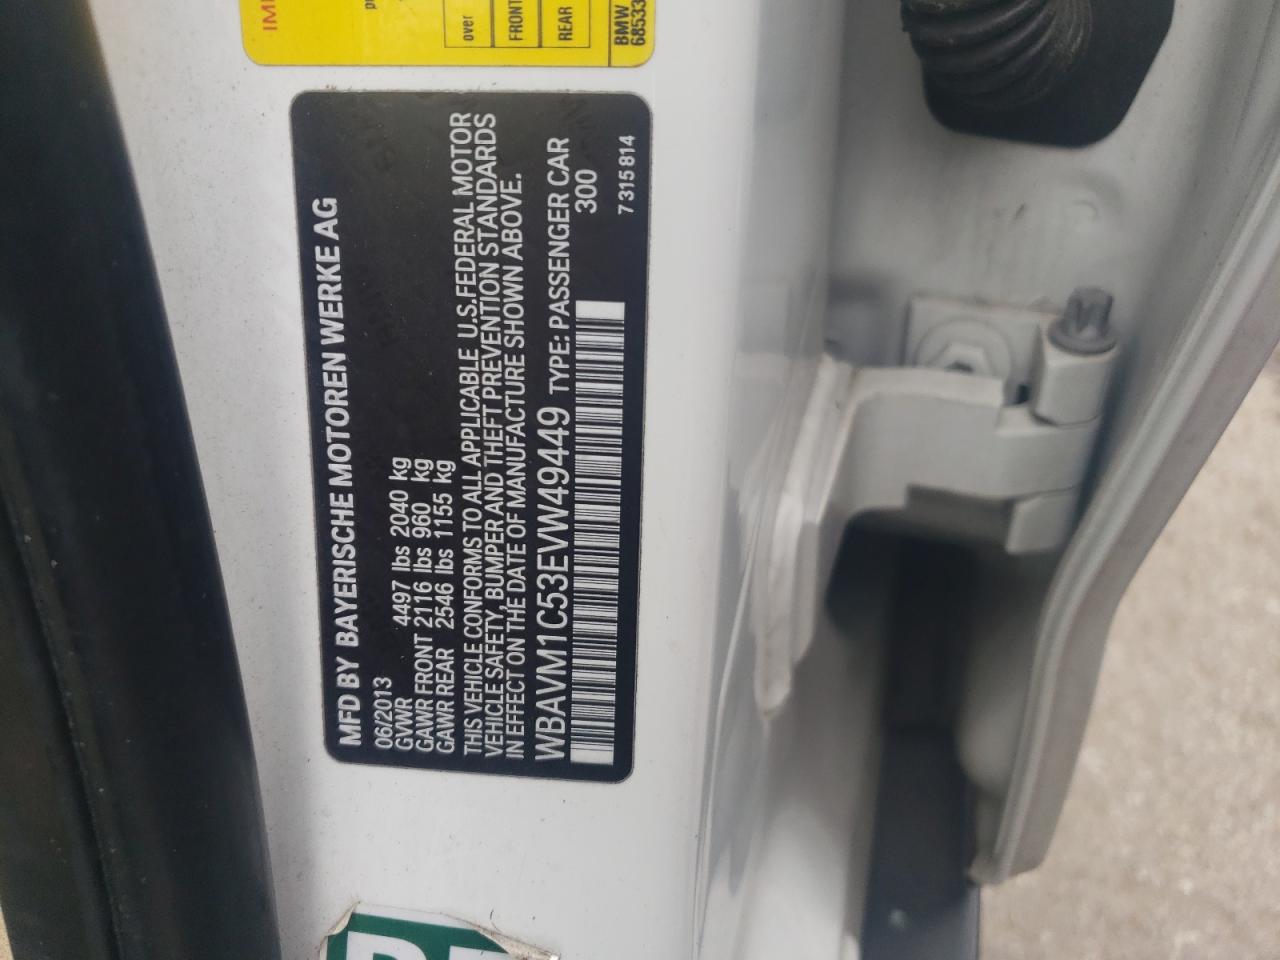 IMP
over
FRONT
REAR
BMW
68533
MFD BY BAYERISCHE MOTOREN WERKE AG
06/2013
GVWR 4497 lbs 2040 kg
GAWR FRONT 2116 lbs 960 kg
GAWR REAR 2546 lbs 1155 kg
THIS VEHICLE CONFORMS TO ALL APPLICABLE U.S.FEDERAL MOTOR
VEHICLE SAFETY, BUMPER AND THEFT PREVENTION STANDARDS
IN EFFECT ON THE DATE OF MANUFACTURE SHOWN ABOVE.
WBAVM1C53EVW49449 TYPE: PASSENGER CAR
300
7 315 814